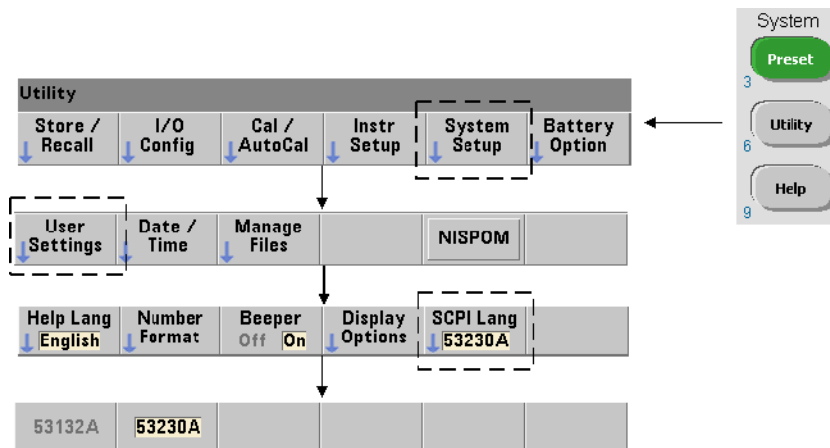 System
Preset
3
Utility
6
Help
9
Utility
Store / Recall
I/O Config
Cal / AutoCal
Instr Setup
System Setup
Battery Option
User Settings
Date / Time
Manage Files
NISPOM
Help Lang English
Number Format
Beeper Off On
Display Options
SCPI Lang 53230A
53132A
53230A